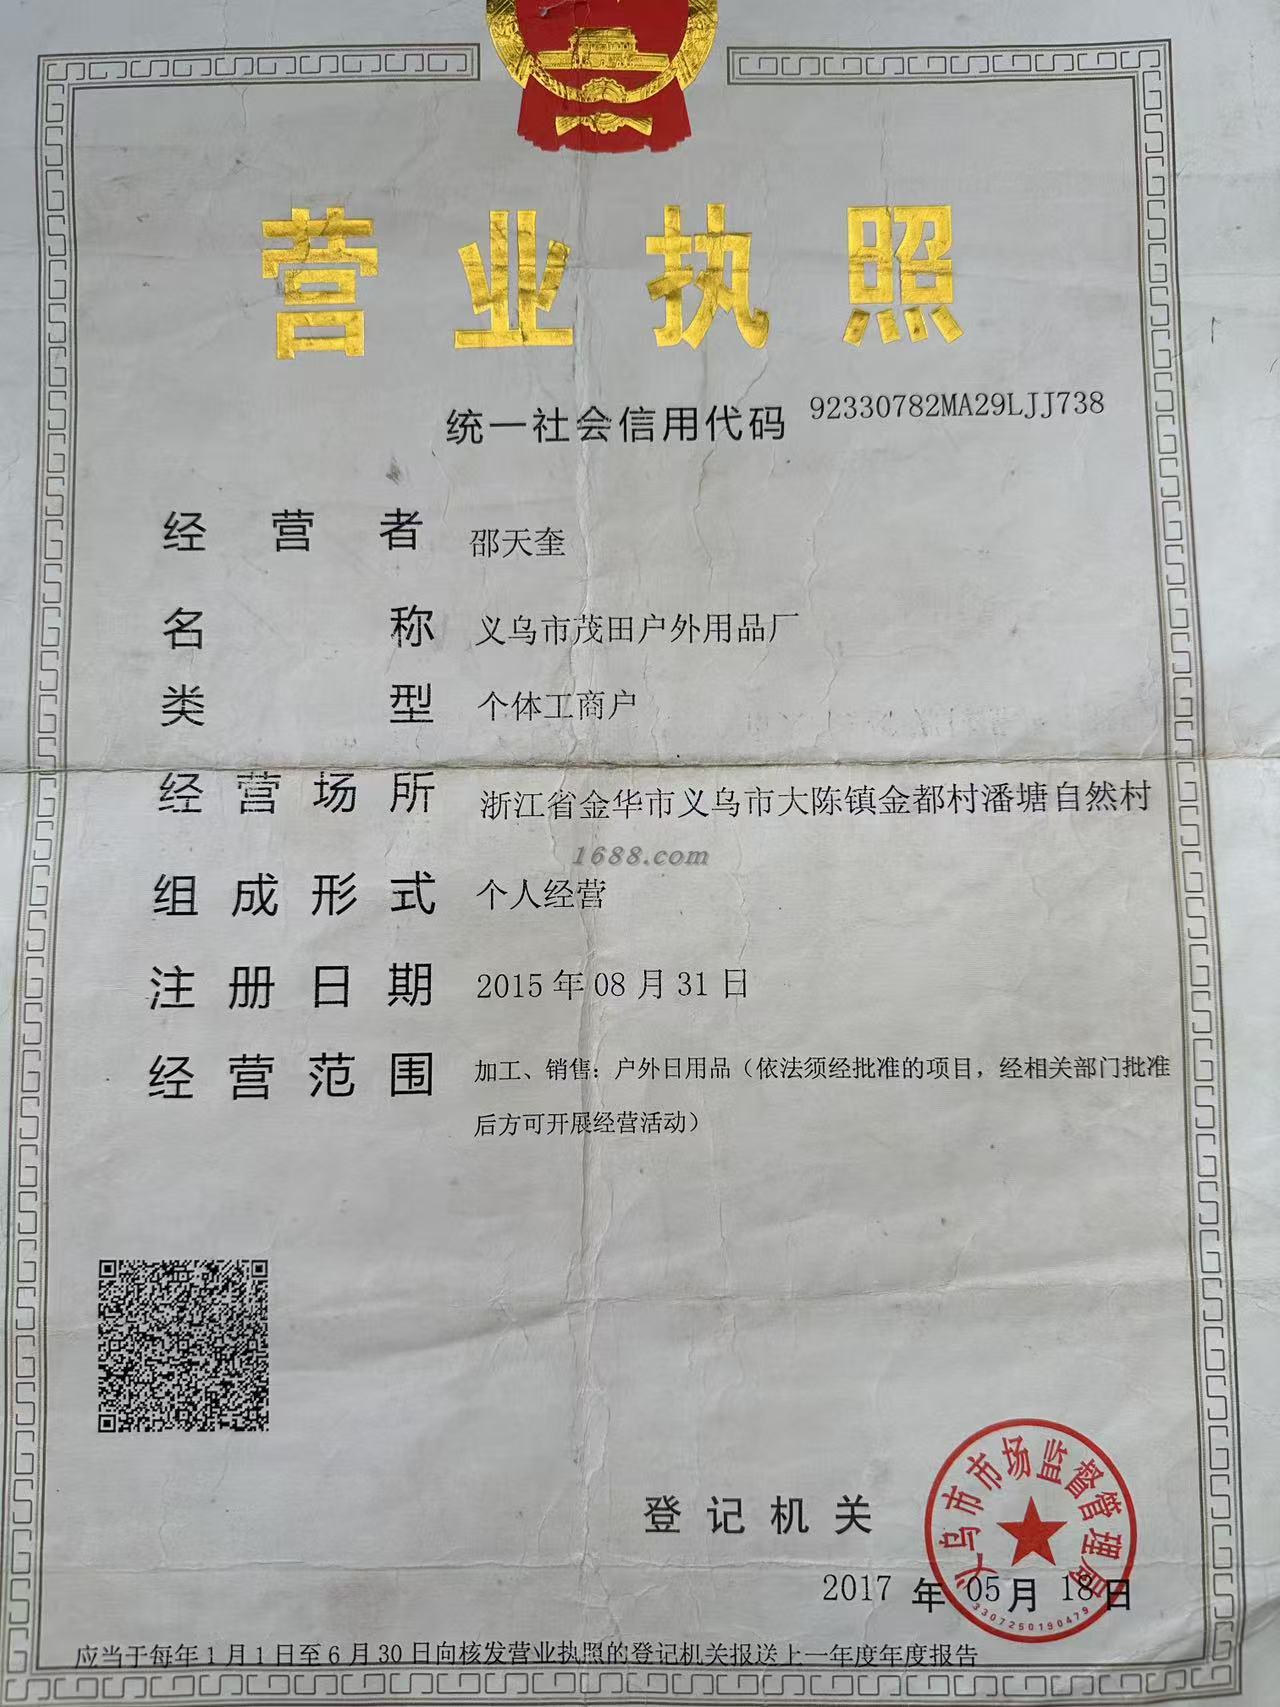 营业执照
统一社会信用代码 92330782MA29LJJ738
经营者 邵天奎
名称 义乌市茂田户外用品厂
类型 个体工商户
经营场所 浙江省金华市义乌市大陈镇金都村潘塘自然村
1688.com
组成形式 个人经营
注册日期 2015年08月31日
经营范围 加工、销售：户外日用品（依法须经批准的项目，经相关部门批准
后方可开展经营活动）
义乌市市场监督管理局
登记机关
2017年05月18日
3307250190479
应当于每年1月1日至6月30日向核发营业执照的登记机关报送上一年度年度报告